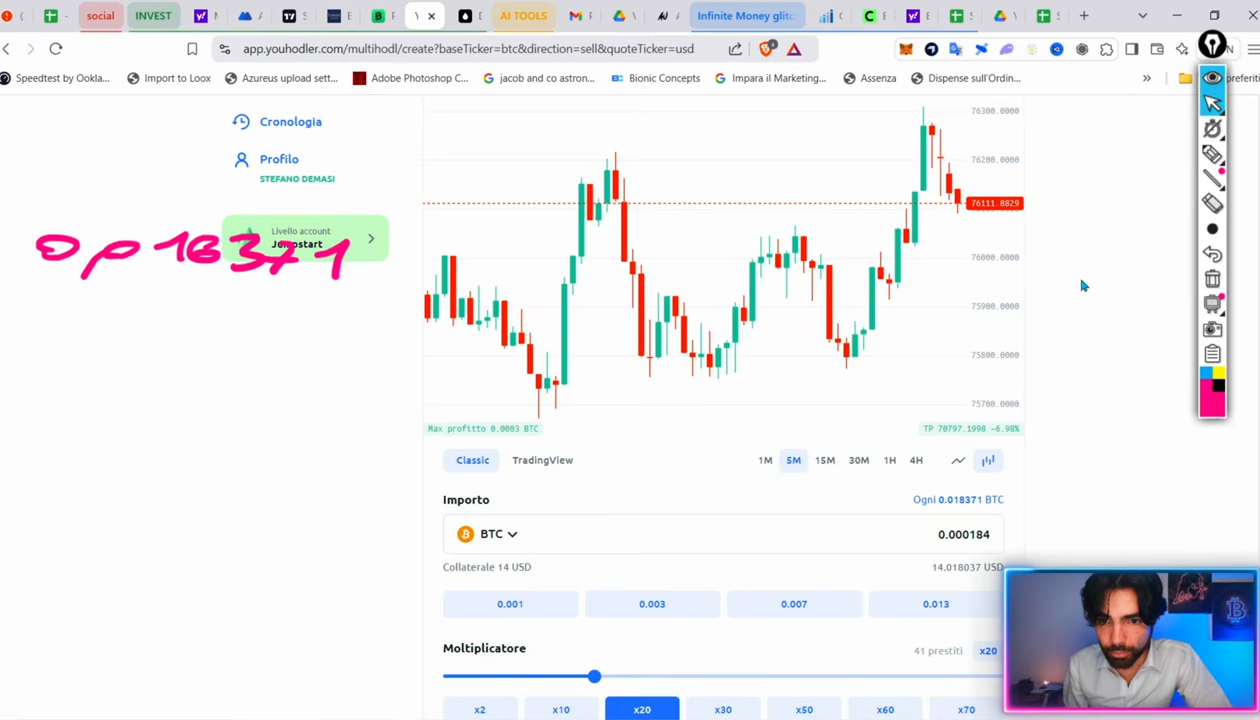 social
INVEST
AI TOOLS
Infinite Money glitc
app.youhodler.com/multihodl/create?baseTicker=btc&direction=sell&quoteTicker=usd
Speedtest by Ookla...
Import to Loox
Azureus upload sett...
Adobe Photoshop C...
jacob and co astron...
Bionic Concepts
Impara il Marketing...
Assenza
Dispense sull'Ordin...
»
preferiti
Cronologia
Profilo
STEFANO DEMASI
Livello account
Jumpstart
0,018371
76300.0000
76200.0000
76111.8829
76000.0000
75900.0000
75800.0000
75700.0000
Max profitto 0.0003 BTC
TP 70797.1998 −6.98%
Classic
TradingView
1M
5M
15M
30M
1H
4H
Importo
Ogni 0.018371 BTC
BTC
0.000184
Collaterale 14 USD
14.018037 USD
0.001
0.003
0.007
0.013
Moltiplicatore
41 prestiti
x20
x2
x10
x20
x30
x50
x60
x70